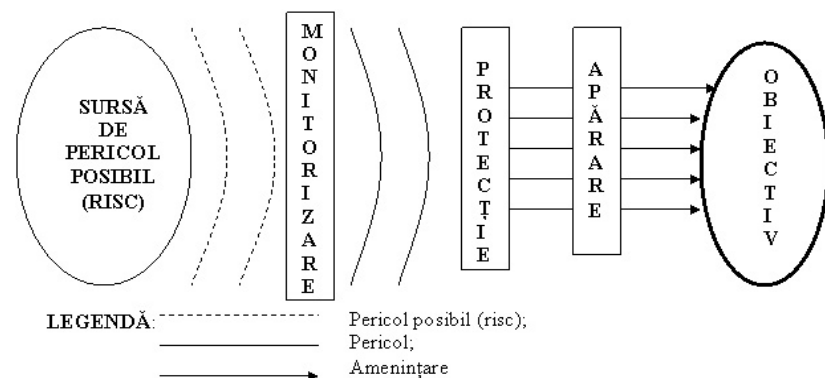 SURSĂ
DE
PERICOL
POSIBIL
(RISC)
MONITORIZARE
PROTECȚIE
APĂRARE
OBIECTIV
LEGENDĂ:
Pericol posibil (risc);
Pericol;
Amenințare